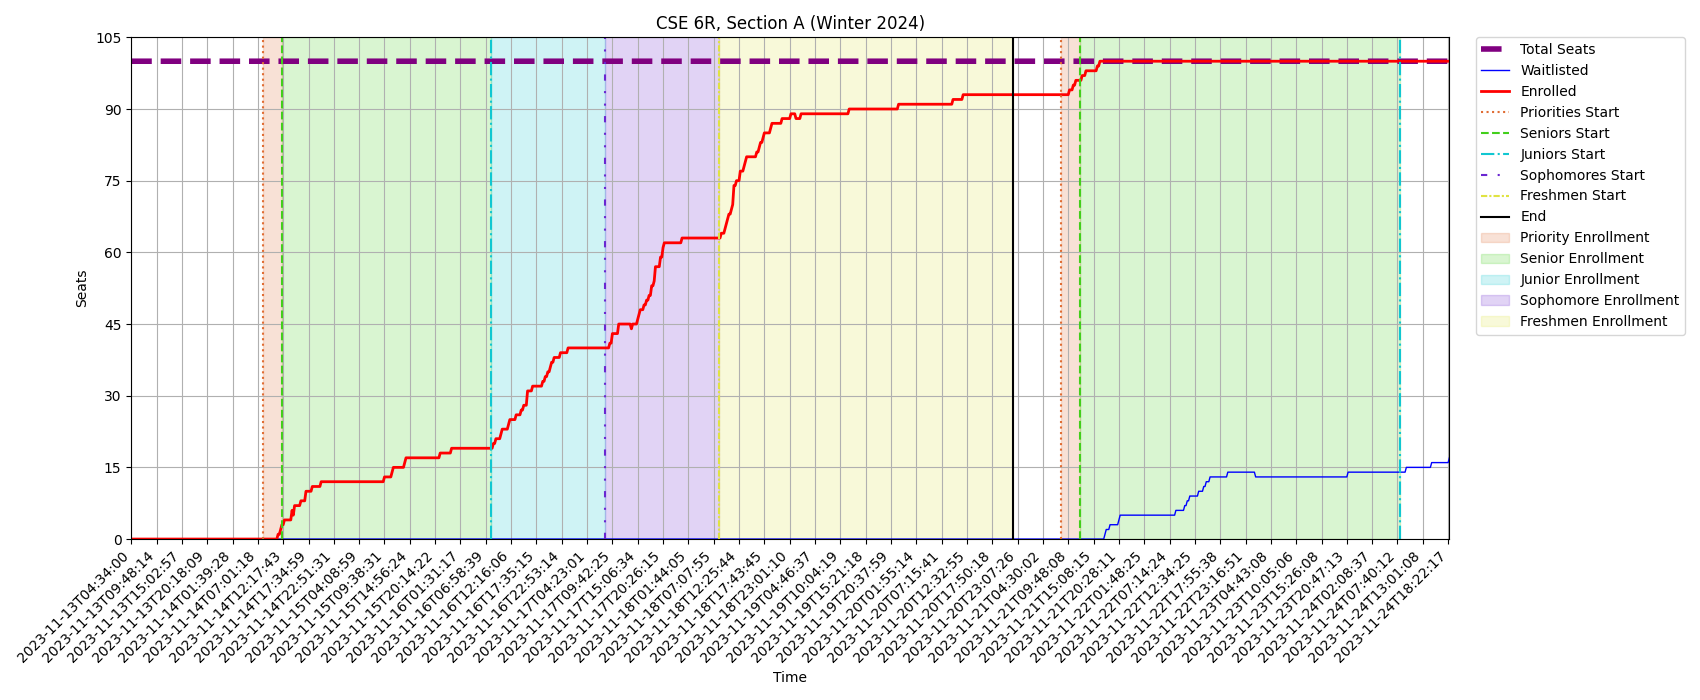 CSE 6R, Section A (Winter 2024)
105
90
75
60
45
30
15
0
Seats
2023-11-13T04:34:00
2023-11-13T09:48:14
2023-11-13T15:02:57
2023-11-13T20:18:09
2023-11-14T01:39:28
2023-11-14T07:01:18
2023-11-14T12:17:43
2023-11-14T17:34:59
2023-11-14T22:51:31
2023-11-15T04:08:59
2023-11-15T09:38:31
2023-11-15T14:56:24
2023-11-15T20:14:22
2023-11-16T01:31:17
2023-11-16T06:58:39
2023-11-16T12:16:06
2023-11-16T17:35:15
2023-11-16T22:53:14
2023-11-17T04:23:01
2023-11-17T09:42:25
2023-11-17T15:06:34
2023-11-17T20:26:15
2023-11-18T01:44:05
2023-11-18T07:07:55
2023-11-18T12:25:44
2023-11-18T17:43:45
2023-11-18T23:01:10
2023-11-19T04:46:37
2023-11-19T10:04:19
2023-11-19T15:21:18
2023-11-19T20:37:59
2023-11-20T01:55:14
2023-11-20T07:15:41
2023-11-20T12:32:55
2023-11-20T17:50:18
2023-11-20T23:07:26
2023-11-21T04:30:02
2023-11-21T09:48:08
2023-11-21T15:08:15
2023-11-21T20:28:11
2023-11-22T01:48:25
2023-11-22T07:14:24
2023-11-22T12:34:25
2023-11-22T17:55:38
2023-11-22T23:16:51
2023-11-23T04:43:08
2023-11-23T10:05:06
2023-11-23T15:26:08
2023-11-23T20:47:13
2023-11-24T02:08:37
2023-11-24T07:40:12
2023-11-24T13:01:08
2023-11-24T18:22:17
Time
Total Seats
Waitlisted
Enrolled
Priorities Start
Seniors Start
Juniors Start
Sophomores Start
Freshmen Start
End
Priority Enrollment
Senior Enrollment
Junior Enrollment
Sophomore Enrollment
Freshmen Enrollment